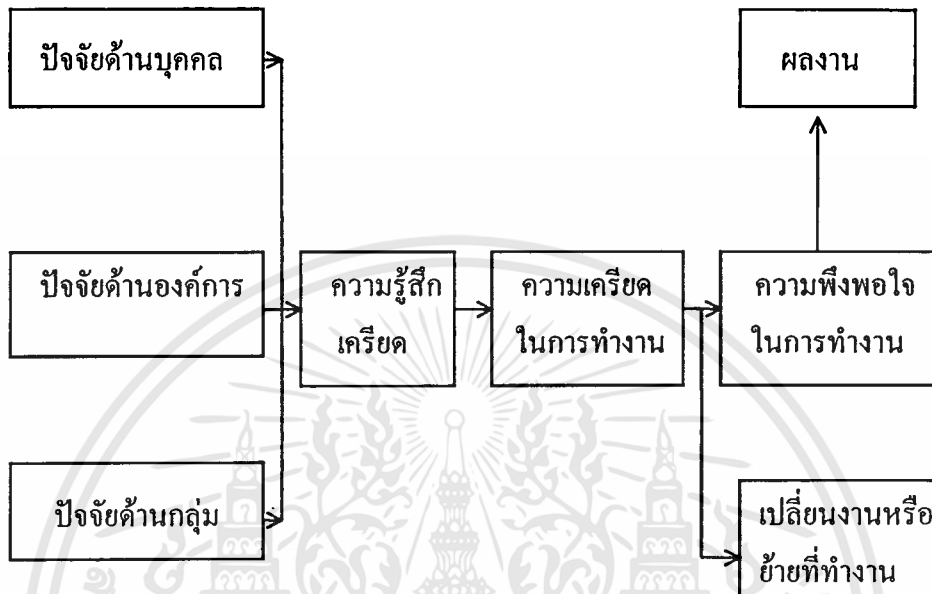 ปัจจัยด้านบุคคล
ผลงาน
ปัจจัยด้านองค์การ
ความรู้สึก
เครียด
ความเครียด
ในการทำงาน
ความพึงพอใจ
ในการทำงาน
ปัจจัยด้านกลุ่ม
เปลี่ยนงานหรือ
ย้ายที่ทำงาน